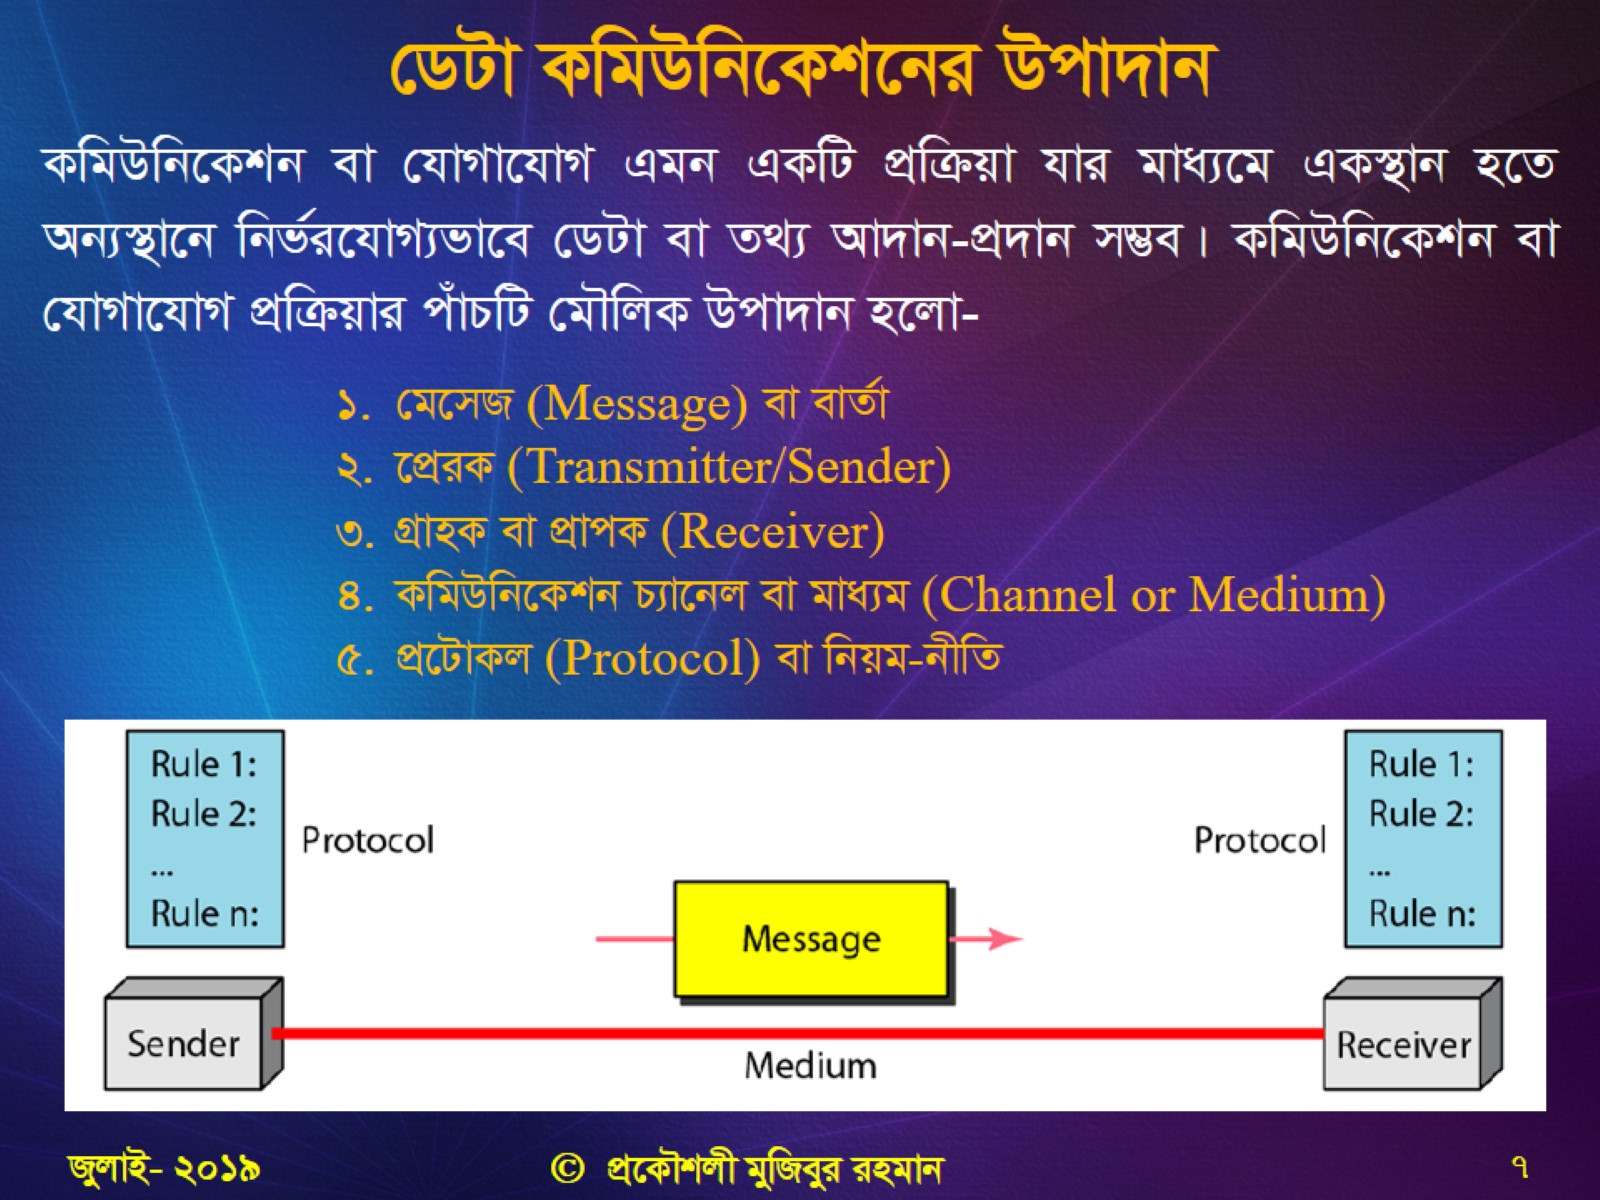 ডেটা কমিউনিকেশনের উপাদান
কমিউনিকেশন বা যোগাযোগ এমন একটি প্রক্রিয়া যার মাধ্যমে একস্থান হতে
অন্যস্থানে নির্ভরযোগ্যভাবে ডেটা বা তথ্য আদান-প্রদান সম্ভব। কমিউনিকেশন বা
যোগাযোগ প্রক্রিয়ার পাঁচটি মৌলিক উপাদান হলো-
১. মেসেজ (Message) বা বার্তা
২. প্রেরক (Transmitter/Sender)
৩. গ্রাহক বা প্রাপক (Receiver)
৪. কমিউনিকেশন চ্যানেল বা মাধ্যম (Channel or Medium)
৫. প্রটোকল (Protocol) বা নিয়ম-নীতি
Rule 1:
Rule 2:
...
Rule n:
Protocol
Protocol
Rule 1:
Rule 2:
...
Rule n:
Message
Sender
Medium
Receiver
জুলাই- ২০১৯
© প্রকৌশলী মুজিবুর রহমান
৭